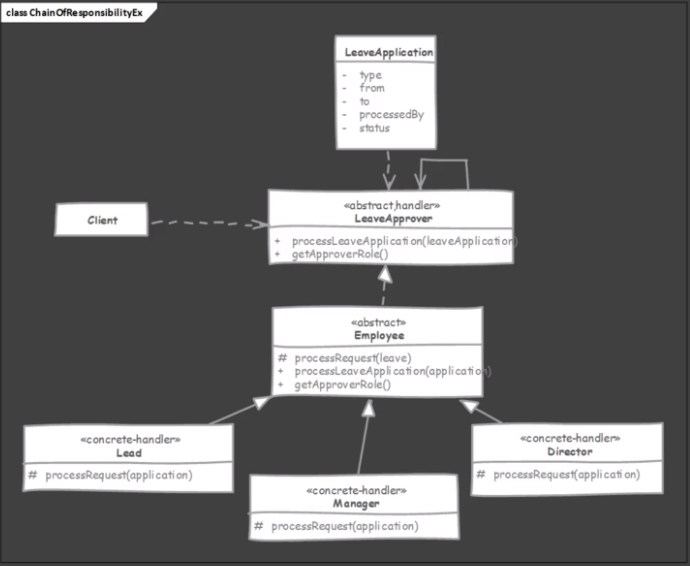 class ChainOfResponsibilityEx
LeaveApplication
- type
- from
- to
- processedBy
- status
«abstract,handler»
LeaveApprover
+ processLeaveApplication(leaveApplication)
+ getApproverRole()
Client
«abstract»
Employee
# processRequest(leave)
+ processLeaveApplication(application)
+ getApproverRole()
«concrete-handler»
Lead
# processRequest(application)
«concrete-handler»
Manager
# processRequest(application)
«concrete-handler»
Director
# processRequest(application)